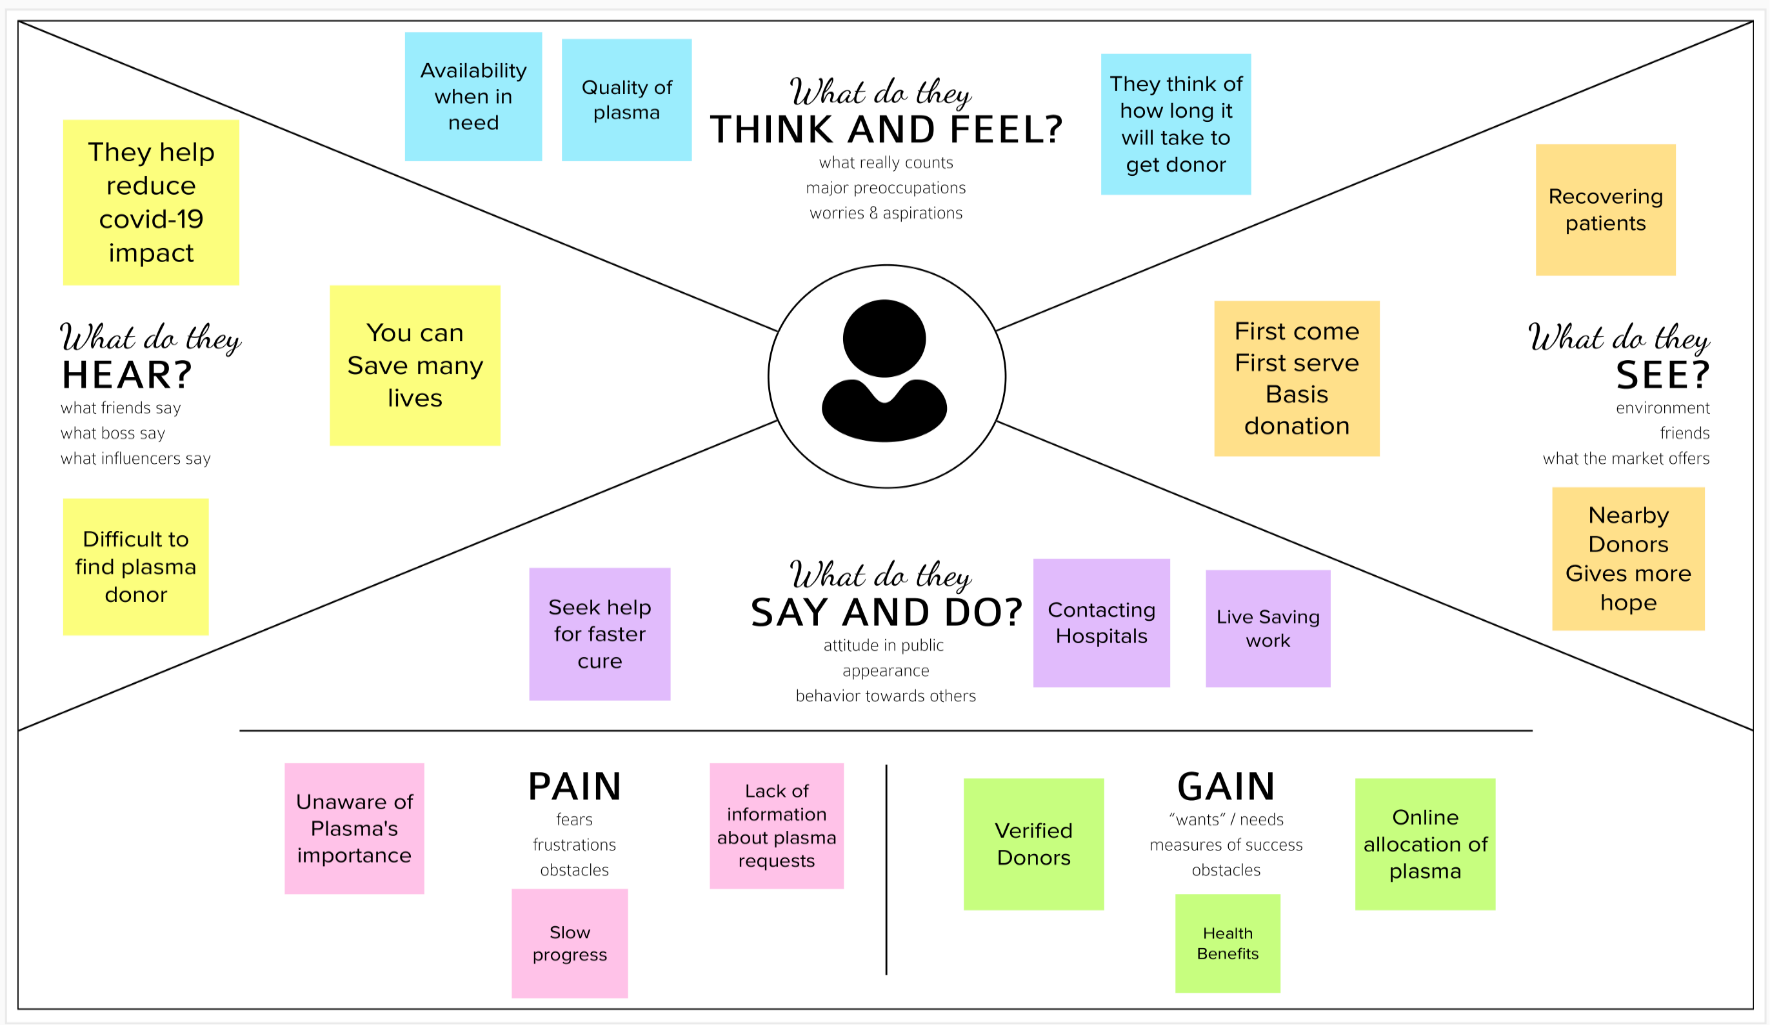 Availability
when in
need
Quality of
plasma
What do they
THINK AND FEEL?
what really counts
major preoccupations
worries & aspirations
They think of
how long it
will take to
get donor
They help
reduce
covid-19
impact
You can
Save many
lives
What do they
HEAR?
what friends say
what boss say
what influencers say
Difficult to
find plasma
donor
Recovering
patients
First come
First serve
Basis
donation
What do they
SEE?
environment
friends
what the market offers
Nearby
Donors
Gives more
hope
Seek help
for faster
cure
What do they
SAY AND DO?
attitude in public
appearance
behavior towards others
Contacting
Hospitals
Live Saving
work
Unaware of
Plasma's
importance
PAIN
fears
frustrations
obstacles
Lack of
information
about plasma
requests
Slow
progress
Verified
Donors
GAIN
“wants” / needs
measures of success
obstacles
Online
allocation of
plasma
Health
Benefits